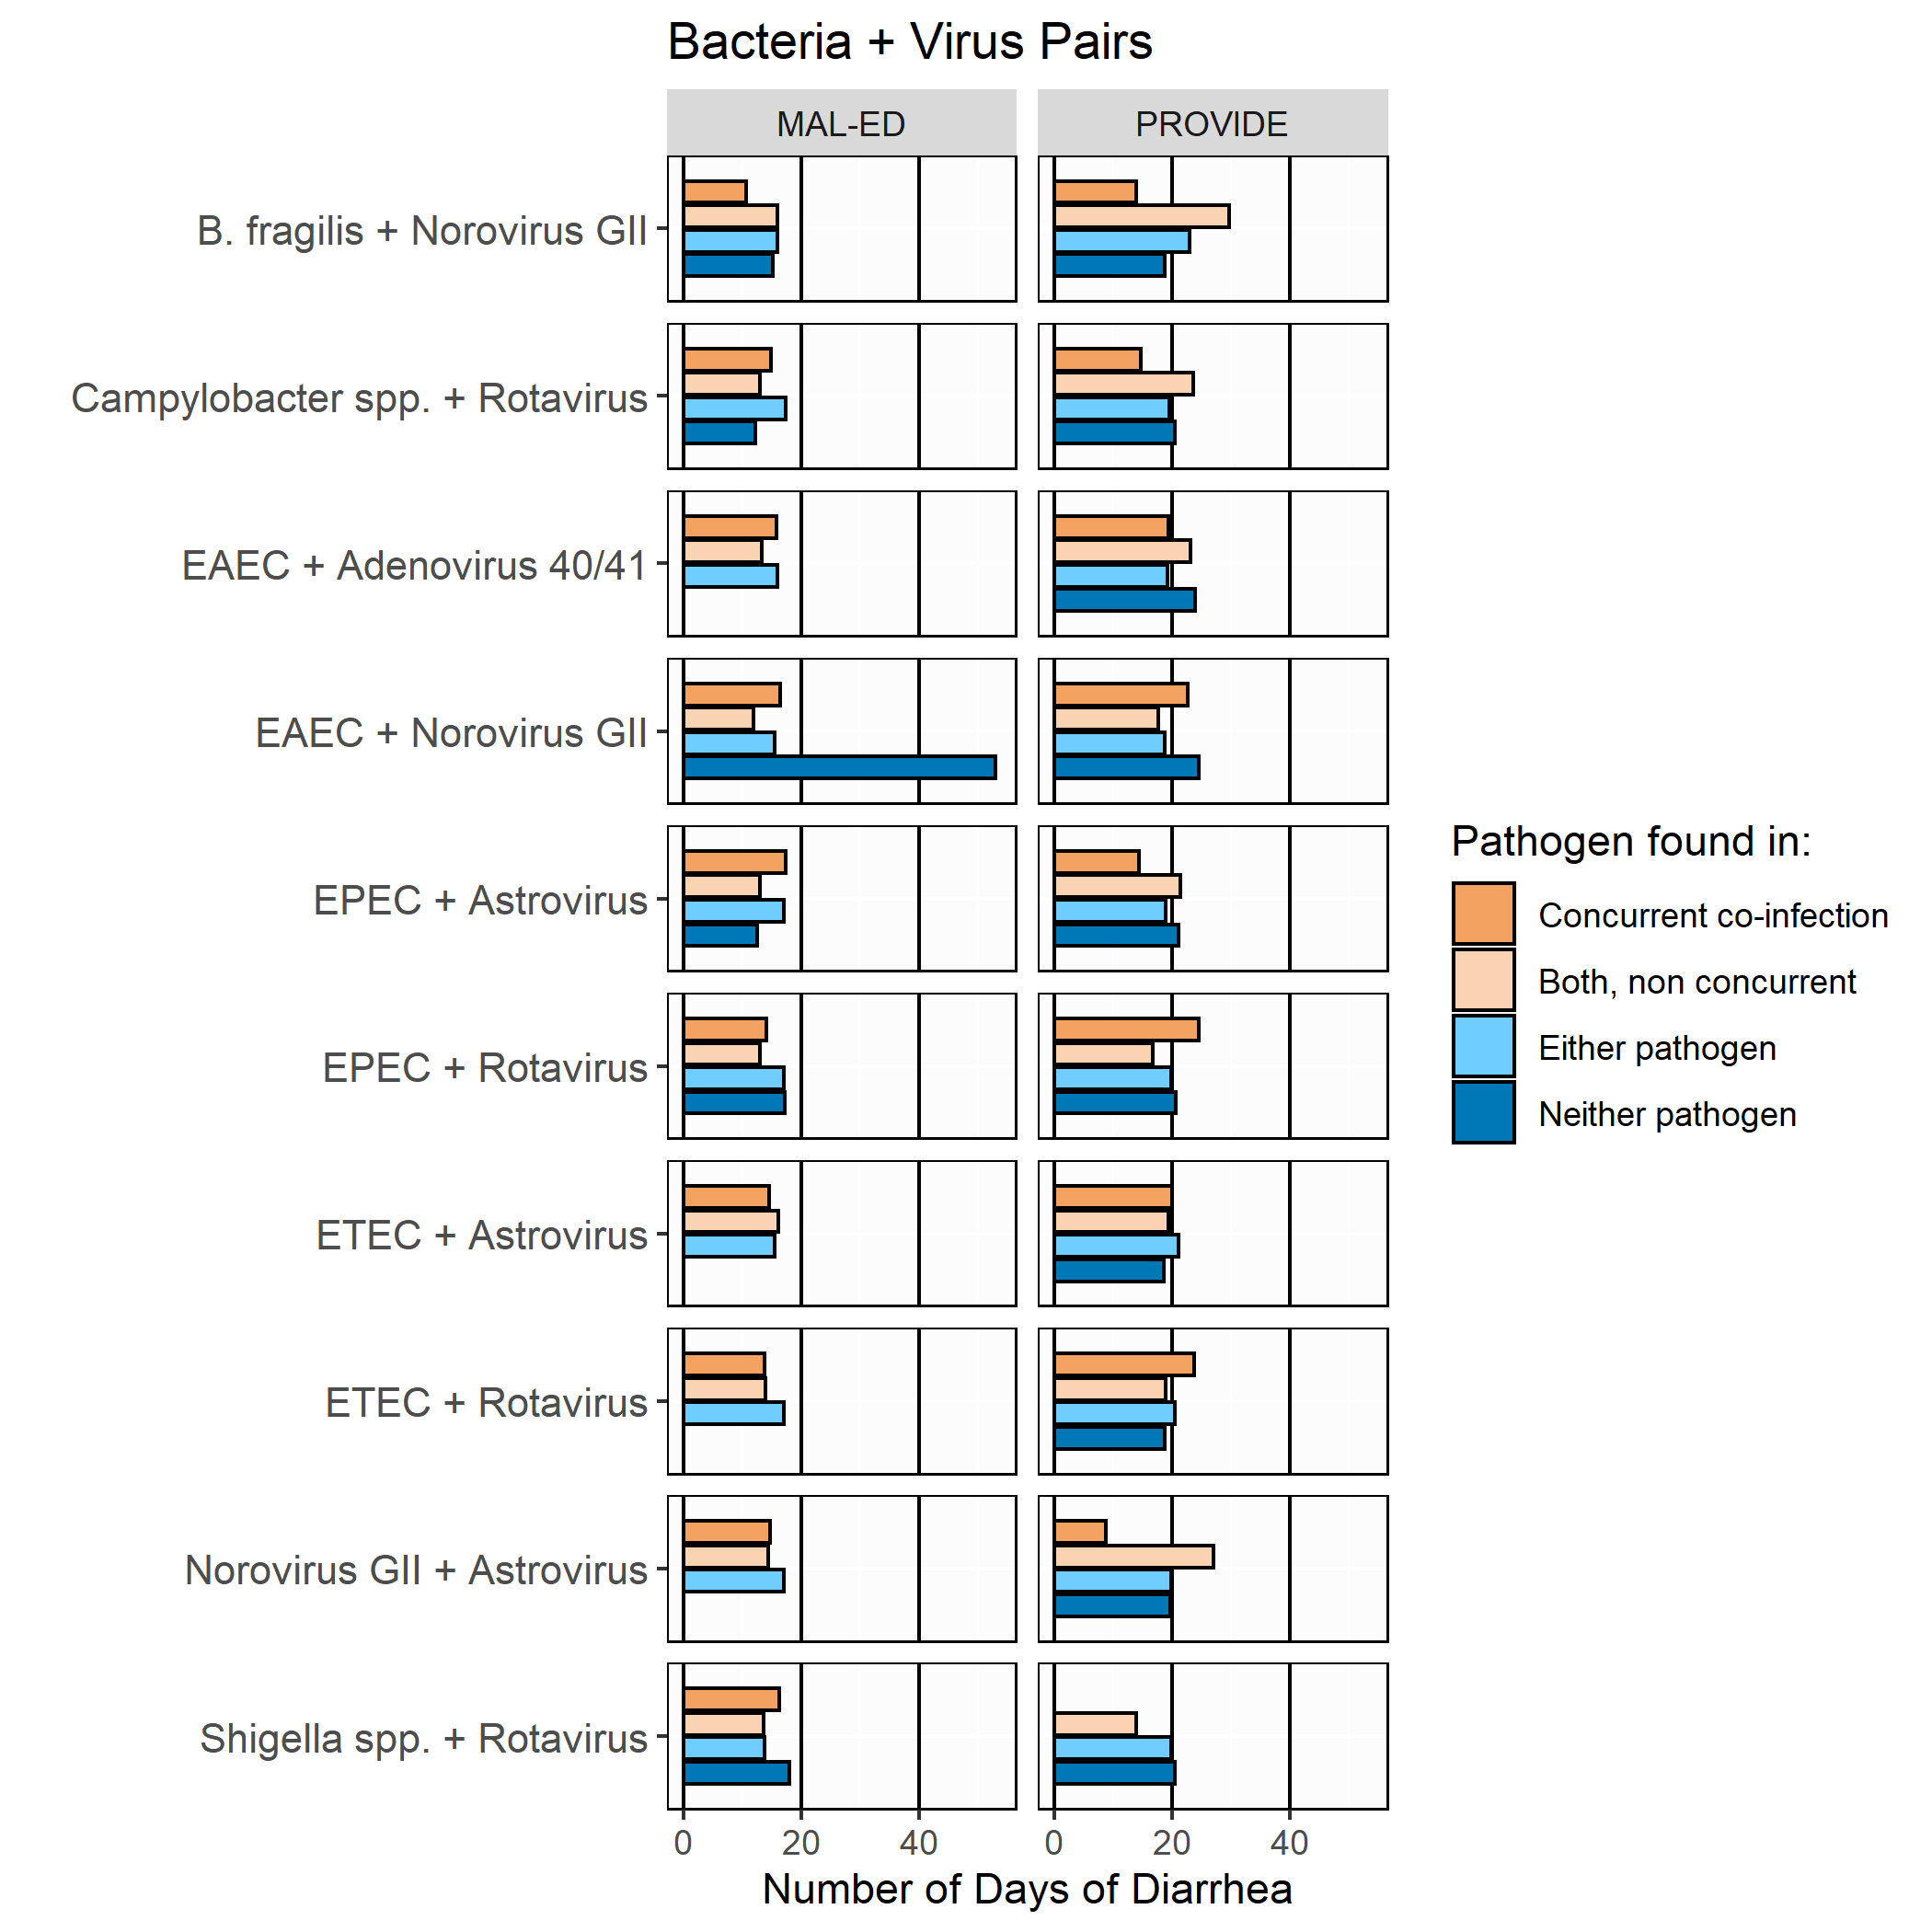 Bacteria + Virus Pairs
MAL-ED
PROVIDE
B. fragilis + Norovirus GII
Campylobacter spp. + Rotavirus
EAEC + Adenovirus 40/41
EAEC + Norovirus GII
EPEC + Astrovirus
EPEC + Rotavirus
ETEC + Astrovirus
ETEC + Rotavirus
Norovirus GII + Astrovirus
Shigella spp. + Rotavirus
0 20 40
0 20 40
Number of Days of Diarrhea
Pathogen found in:
Concurrent co-infection
Both, non concurrent
Either pathogen
Neither pathogen